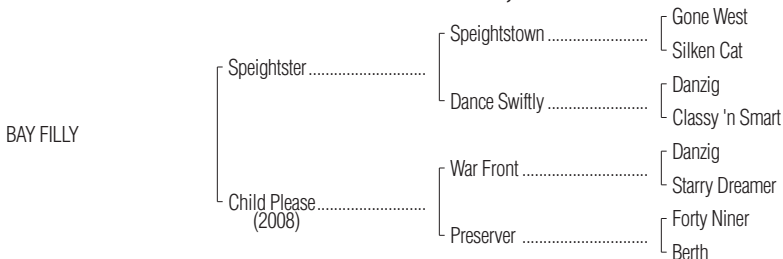 Gone West
Speightstown ........................
Silken Cat
Speightster ............................
Danzig
Dance Swiftly ........................
Classy 'n Smart
BAY FILLY
Danzig
War Front ..............................
Starry Dreamer
Child Please ..........................
(2008)
Forty Niner
Preserver ..............................
Berth